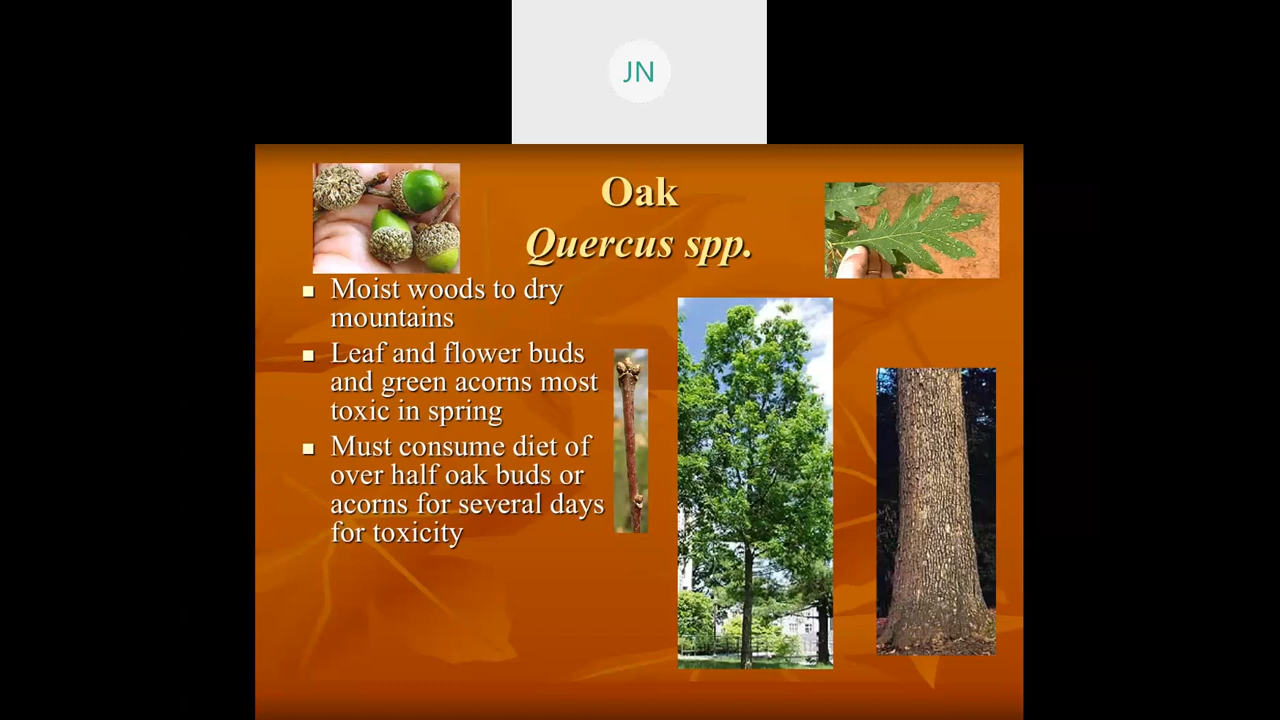 JN
Oak
Quercus spp.
Moist woods to dry
mountains
Leaf and flower buds
and green acorns most
toxic in spring
Must consume diet of
over half oak buds or
acorns for several days
for toxicity